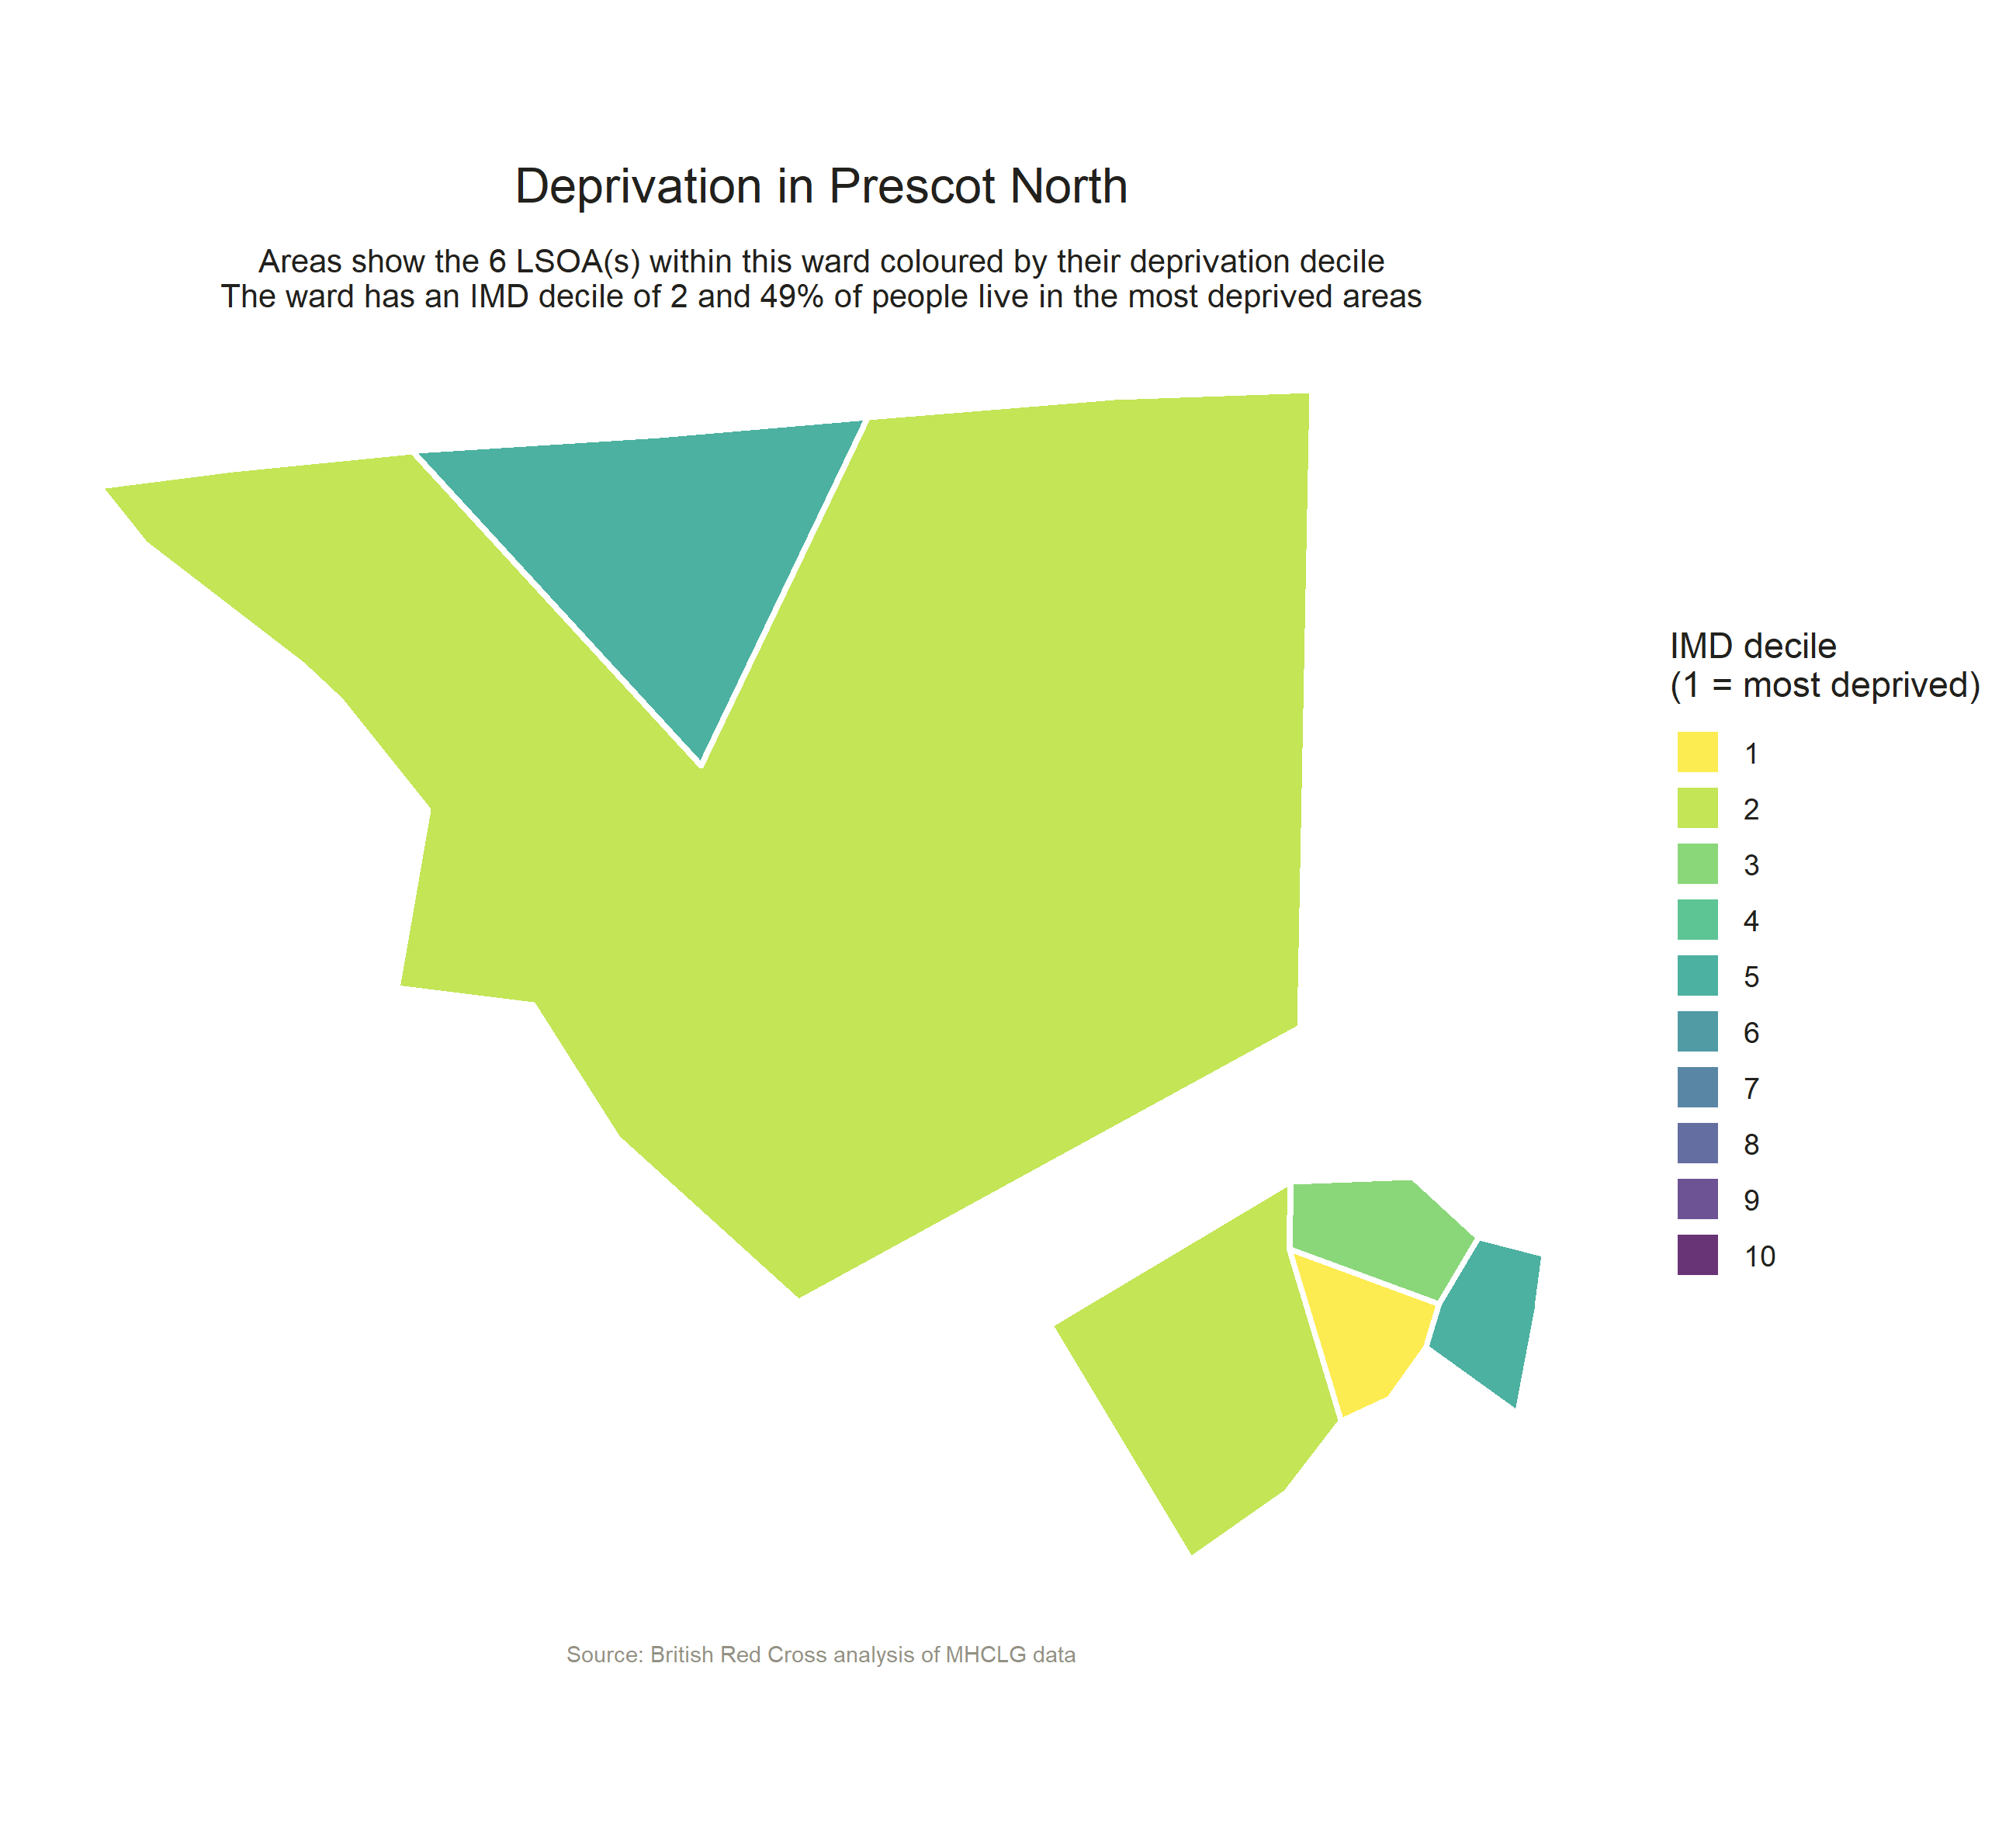 Deprivation in Prescot North
Areas show the 6 LSOA(s) within this ward coloured by their deprivation decile
The ward has an IMD decile of 2 and 49% of people live in the most deprived areas
IMD decile
(1 = most deprived)
1
2
3
4
5
6
7
8
9
10
Source: British Red Cross analysis of MHCLG data